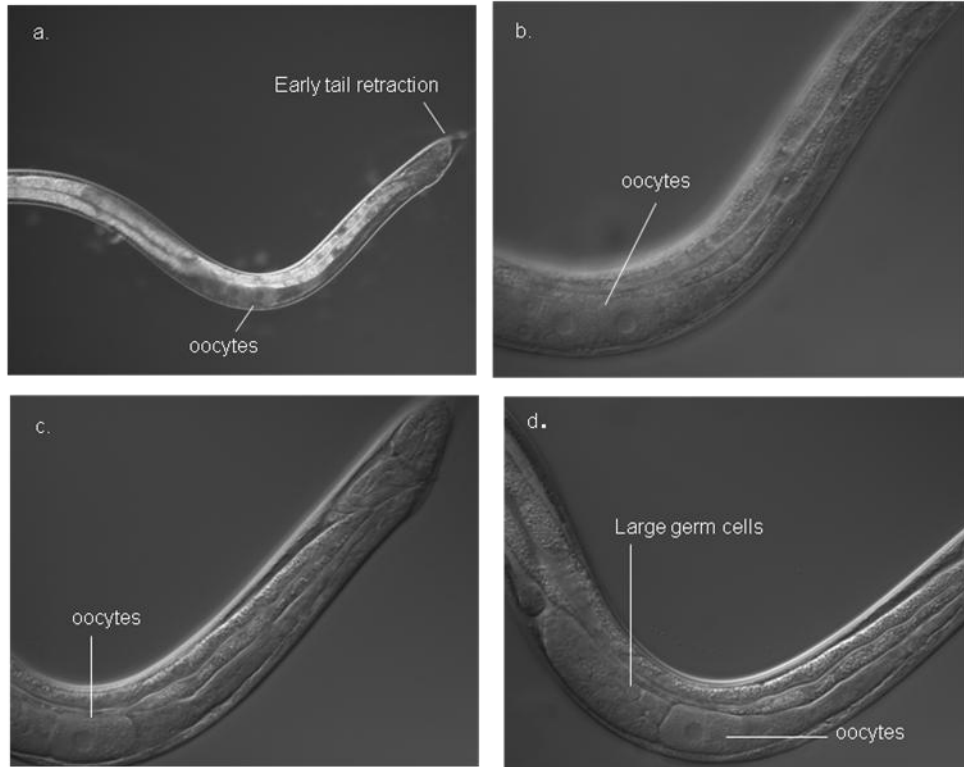 a.
Early tail retraction
oocytes
b.
oocytes
c.
oocytes
d.
Large germ cells
oocytes